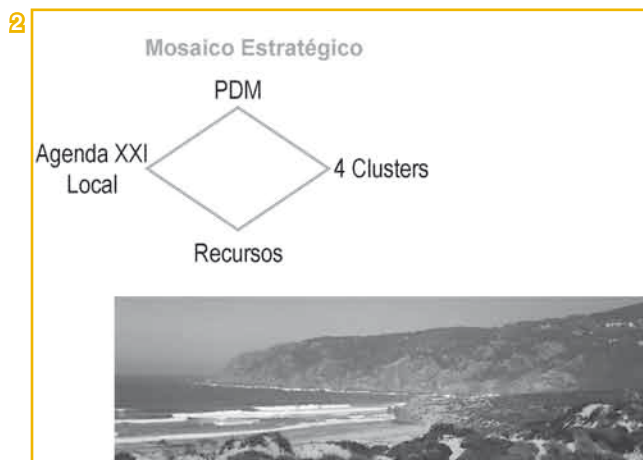 2
Mosaico Estratégico
PDM
Agenda XXI
Local
4 Clusters
Recursos